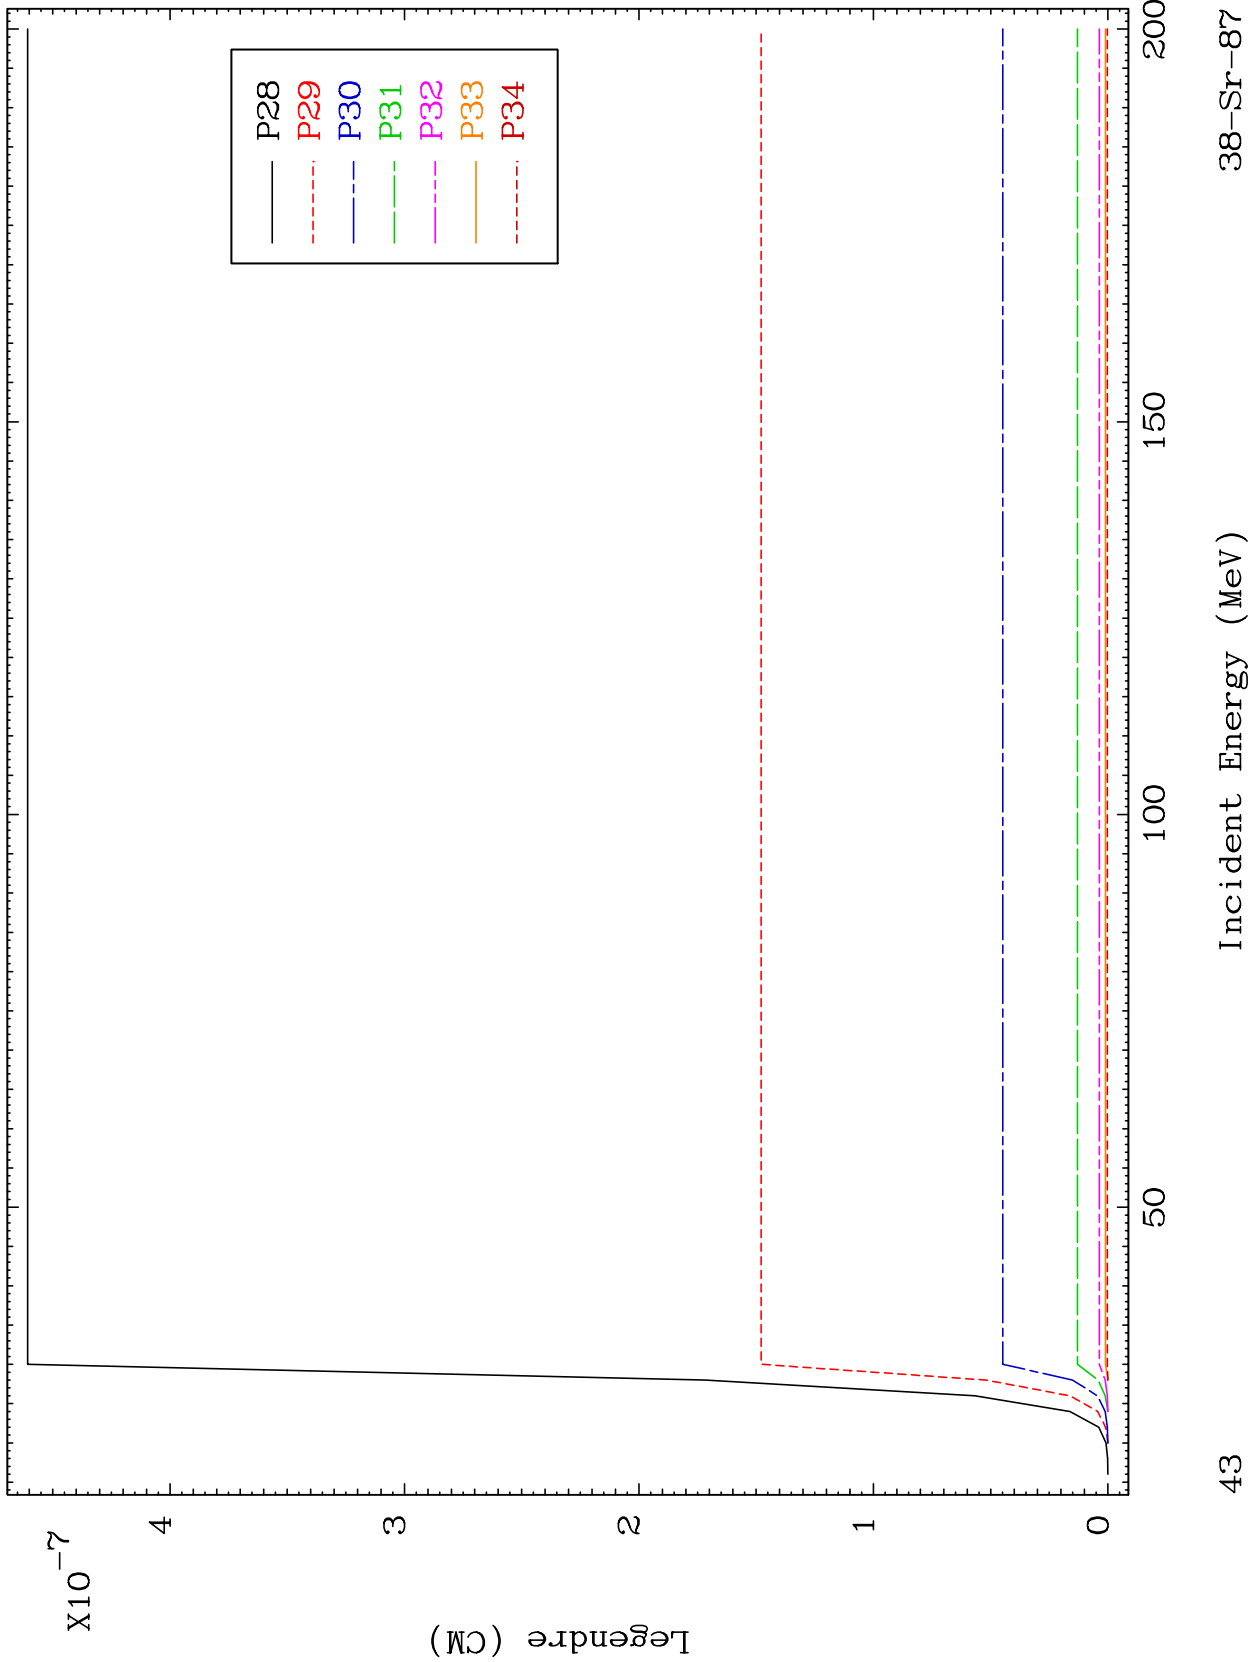 X10-7
Legendre (CM)
4
3
2
1
0
P28
P29
P30
P31
P32
P33
P34
50
100
150
200
Incident Energy (MeV)
43
38-Sr-87